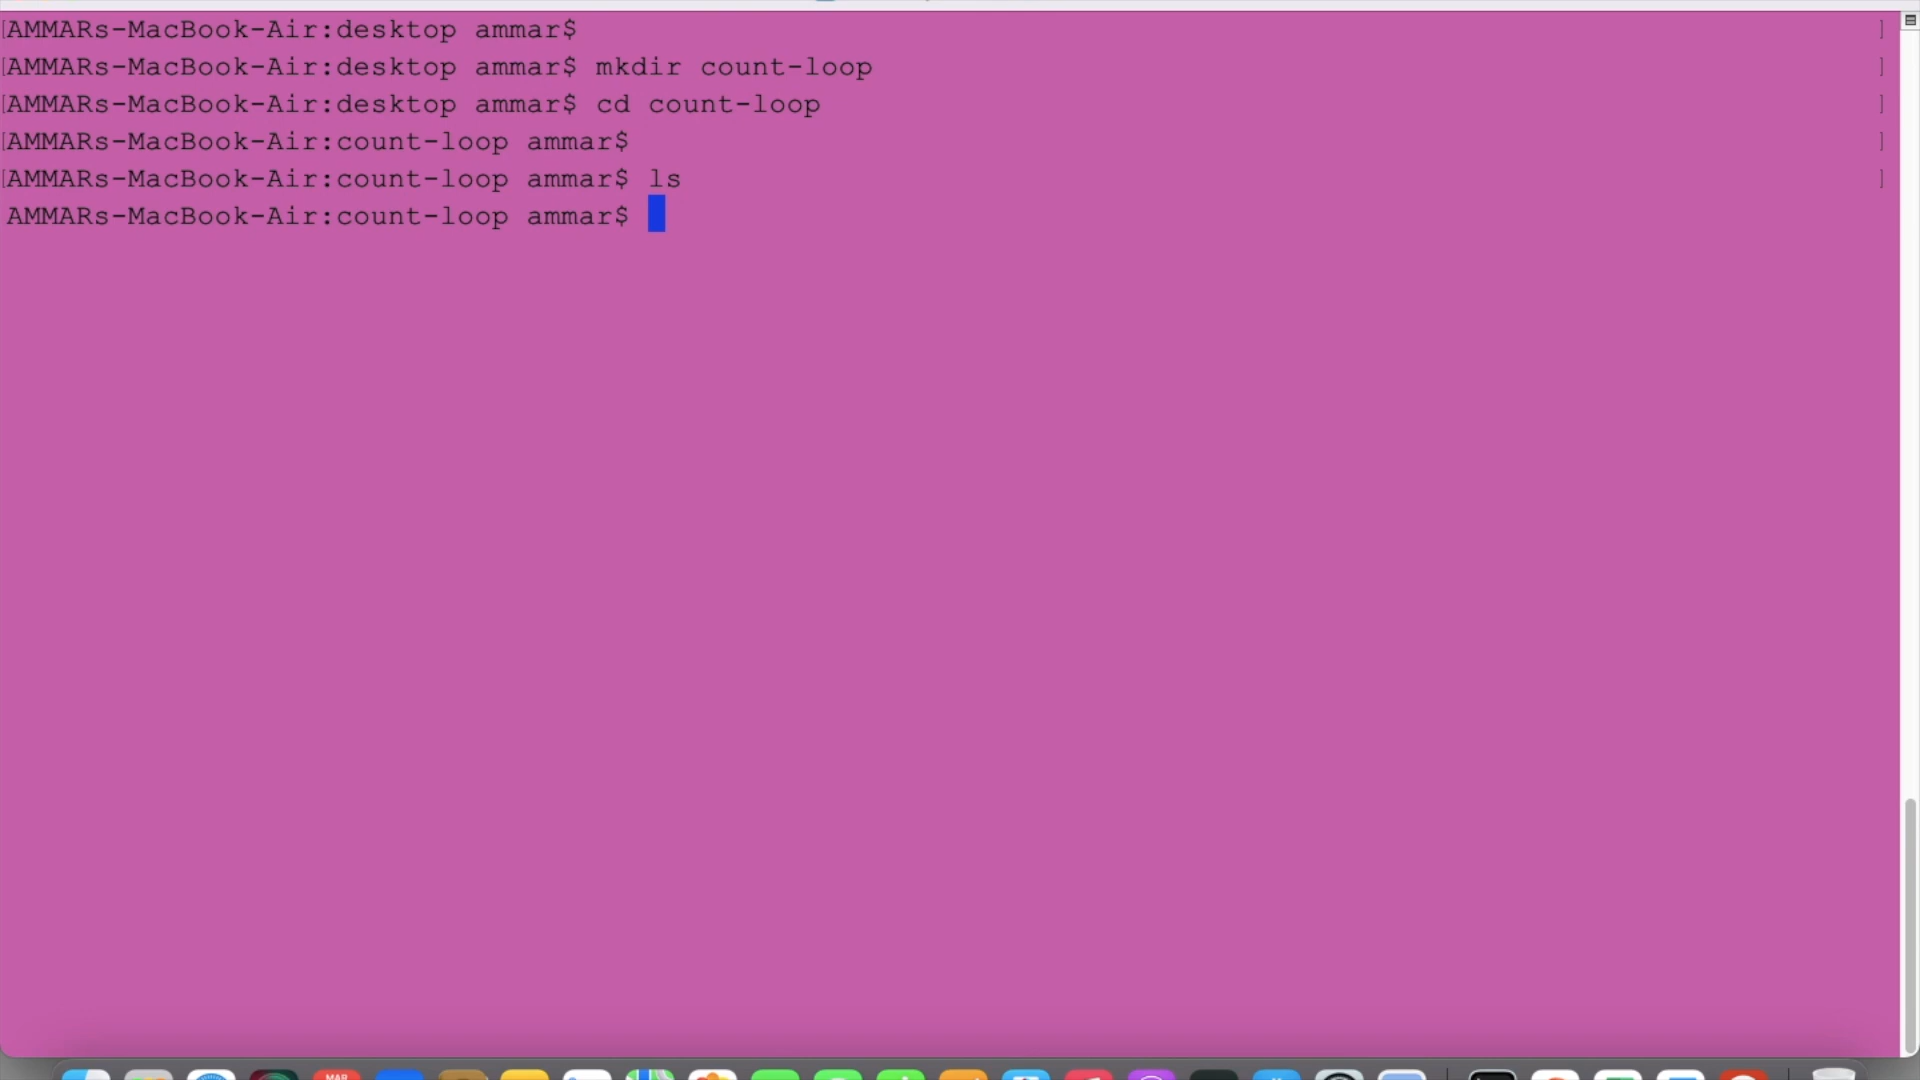 [AMMARs-MacBook-Air:desktop ammar$ ]
[AMMARs-MacBook-Air:desktop ammar$ mkdir count-loop ]
[AMMARs-MacBook-Air:desktop ammar$ cd count-loop ]
[AMMARs-MacBook-Air:count-loop ammar$ ]
[AMMARs-MacBook-Air:count-loop ammar$ ls ]
AMMARs-MacBook-Air:count-loop ammar$
MAR